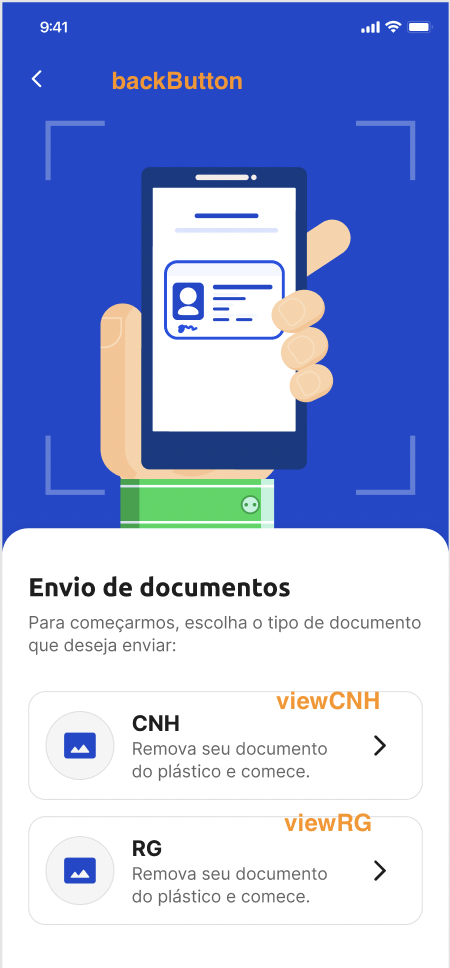 9:41
backButton
Envio de documentos
Para começarmos, escolha o tipo de documento
que deseja enviar:
viewCNH
CNH
Remova seu documento
do plástico e comece.
viewRG
RG
Remova seu documento
do plástico e comece.